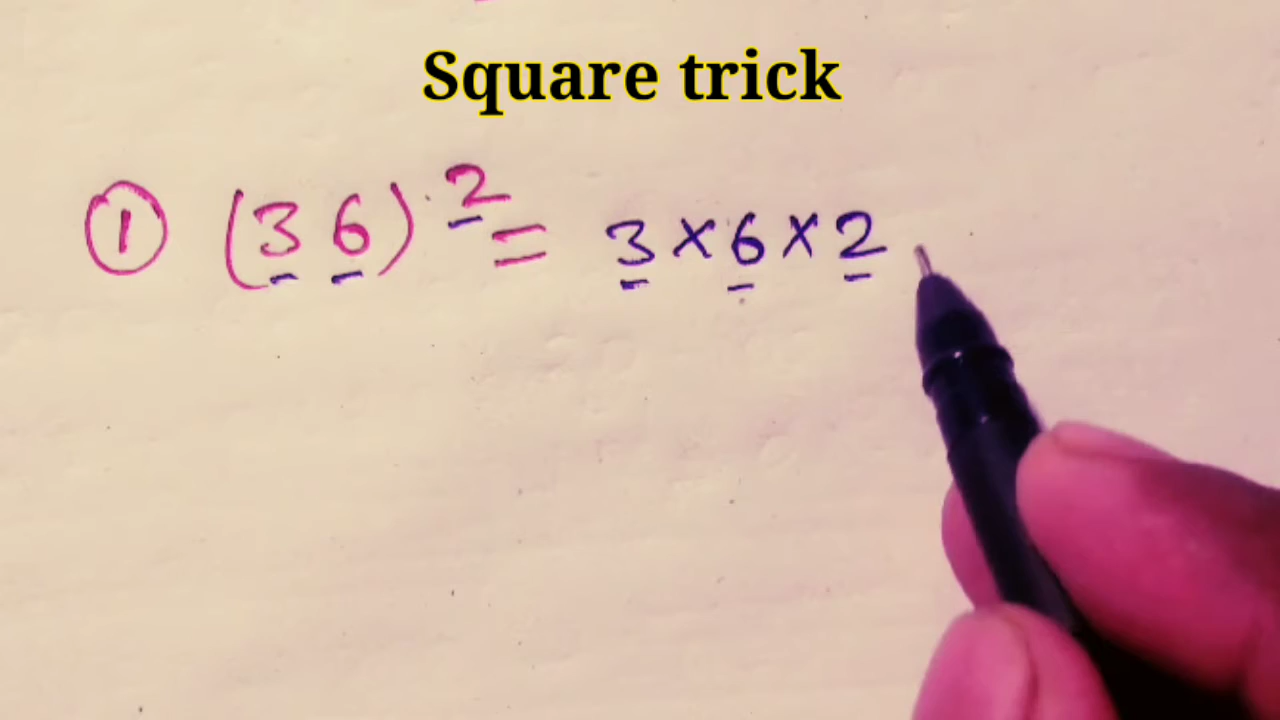 Square trick
① (36)² = 3×6×2